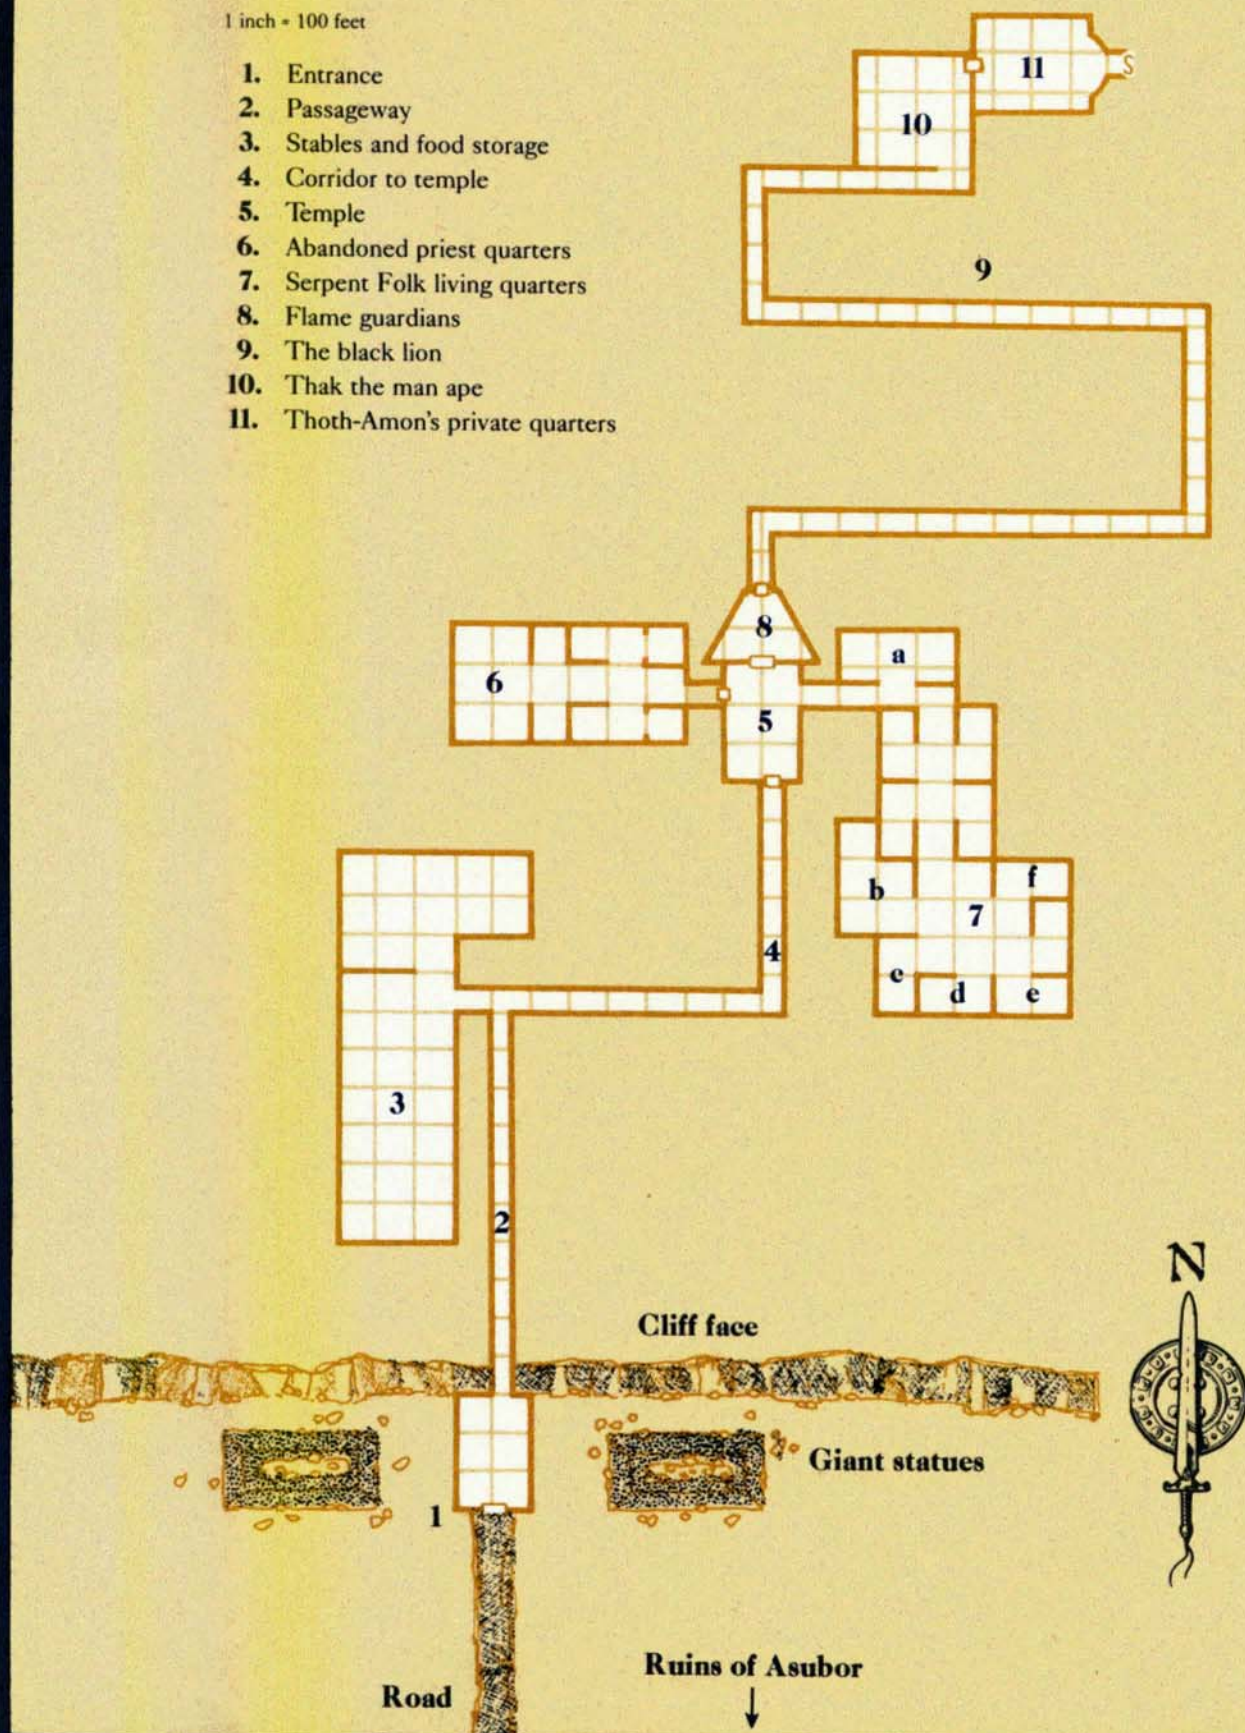 1 inch = 100 feet
1. Entrance
2. Passageway
3. Stables and food storage
4. Corridor to temple
5. Temple
6. Abandoned priest quarters
7. Serpent Folk living quarters
8. Flame guardians
9. The black lion
10. Thak the man ape
11. Thoth-Amon's private quarters
11
S
10
9
8
a
6
5
b
f
7
4
c
d
e
3
2
N
Cliff face
Giant statues
1
Ruins of Asubor
Road